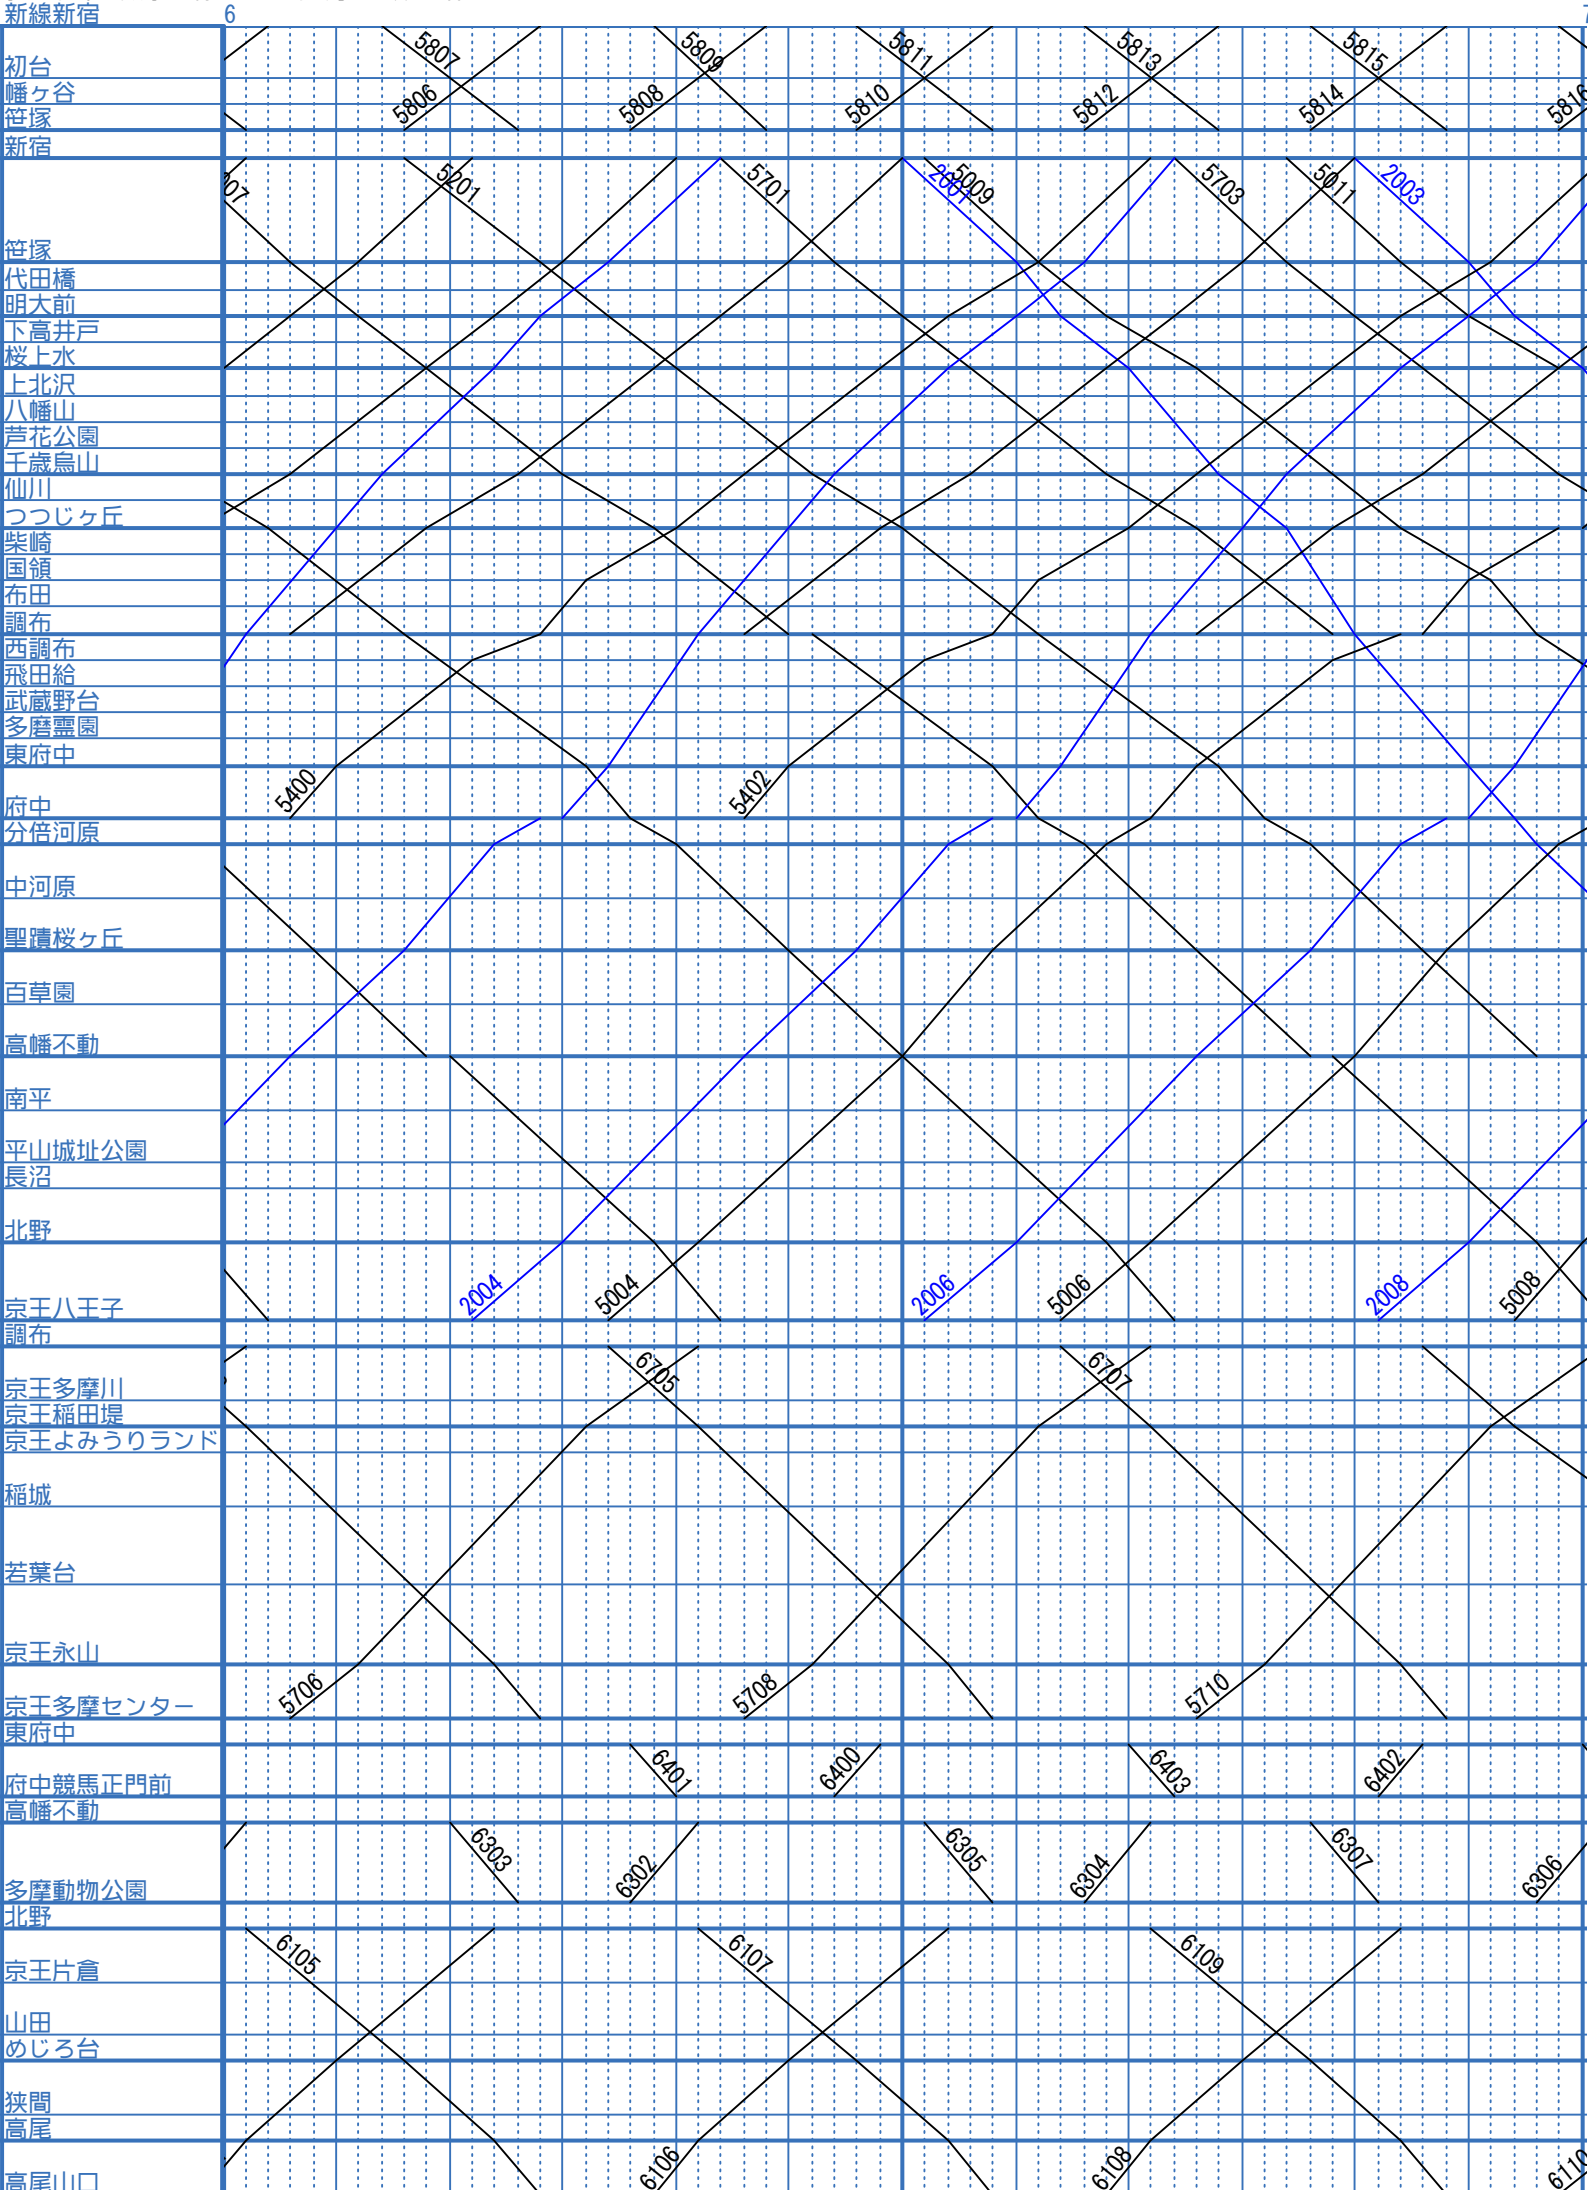 新線新宿 6 7
初台 5807 5809 5811 5813 5815
幡ヶ谷 5806 5808 5810 5812 5814 5816
笹塚
新宿
5201 5701 2001 5009 5703 5011 2003
笹塚
代田橋
明大前
下高井戸
桜上水
上北沢
八幡山
芦花公園
千歳烏山
仙川
つつじヶ丘
柴崎
国領
布田
調布
西調布
飛田給
武蔵野台
多磨霊園
東府中
府中 5400 5402
分倍河原
中河原
聖蹟桜ヶ丘
百草園
高幡不動
南平
平山城址公園
長沼
北野
京王八王子 2004 5004 2006 5006 2008 5008
調布
京王多摩川 6705 6707
京王稲田堤
京王よみうりランド
稲城
若葉台
京王永山
京王多摩センター 5706 5708 5710
東府中
府中競馬正門前 6401 6400 6403 6402
高幡不動
多摩動物公園 6303 6302 6305 6304 6307 6306
北野
京王片倉 6105 6107 6109
山田
めじろ台
狭間
高尾
高尾山口 6106 6108 6110